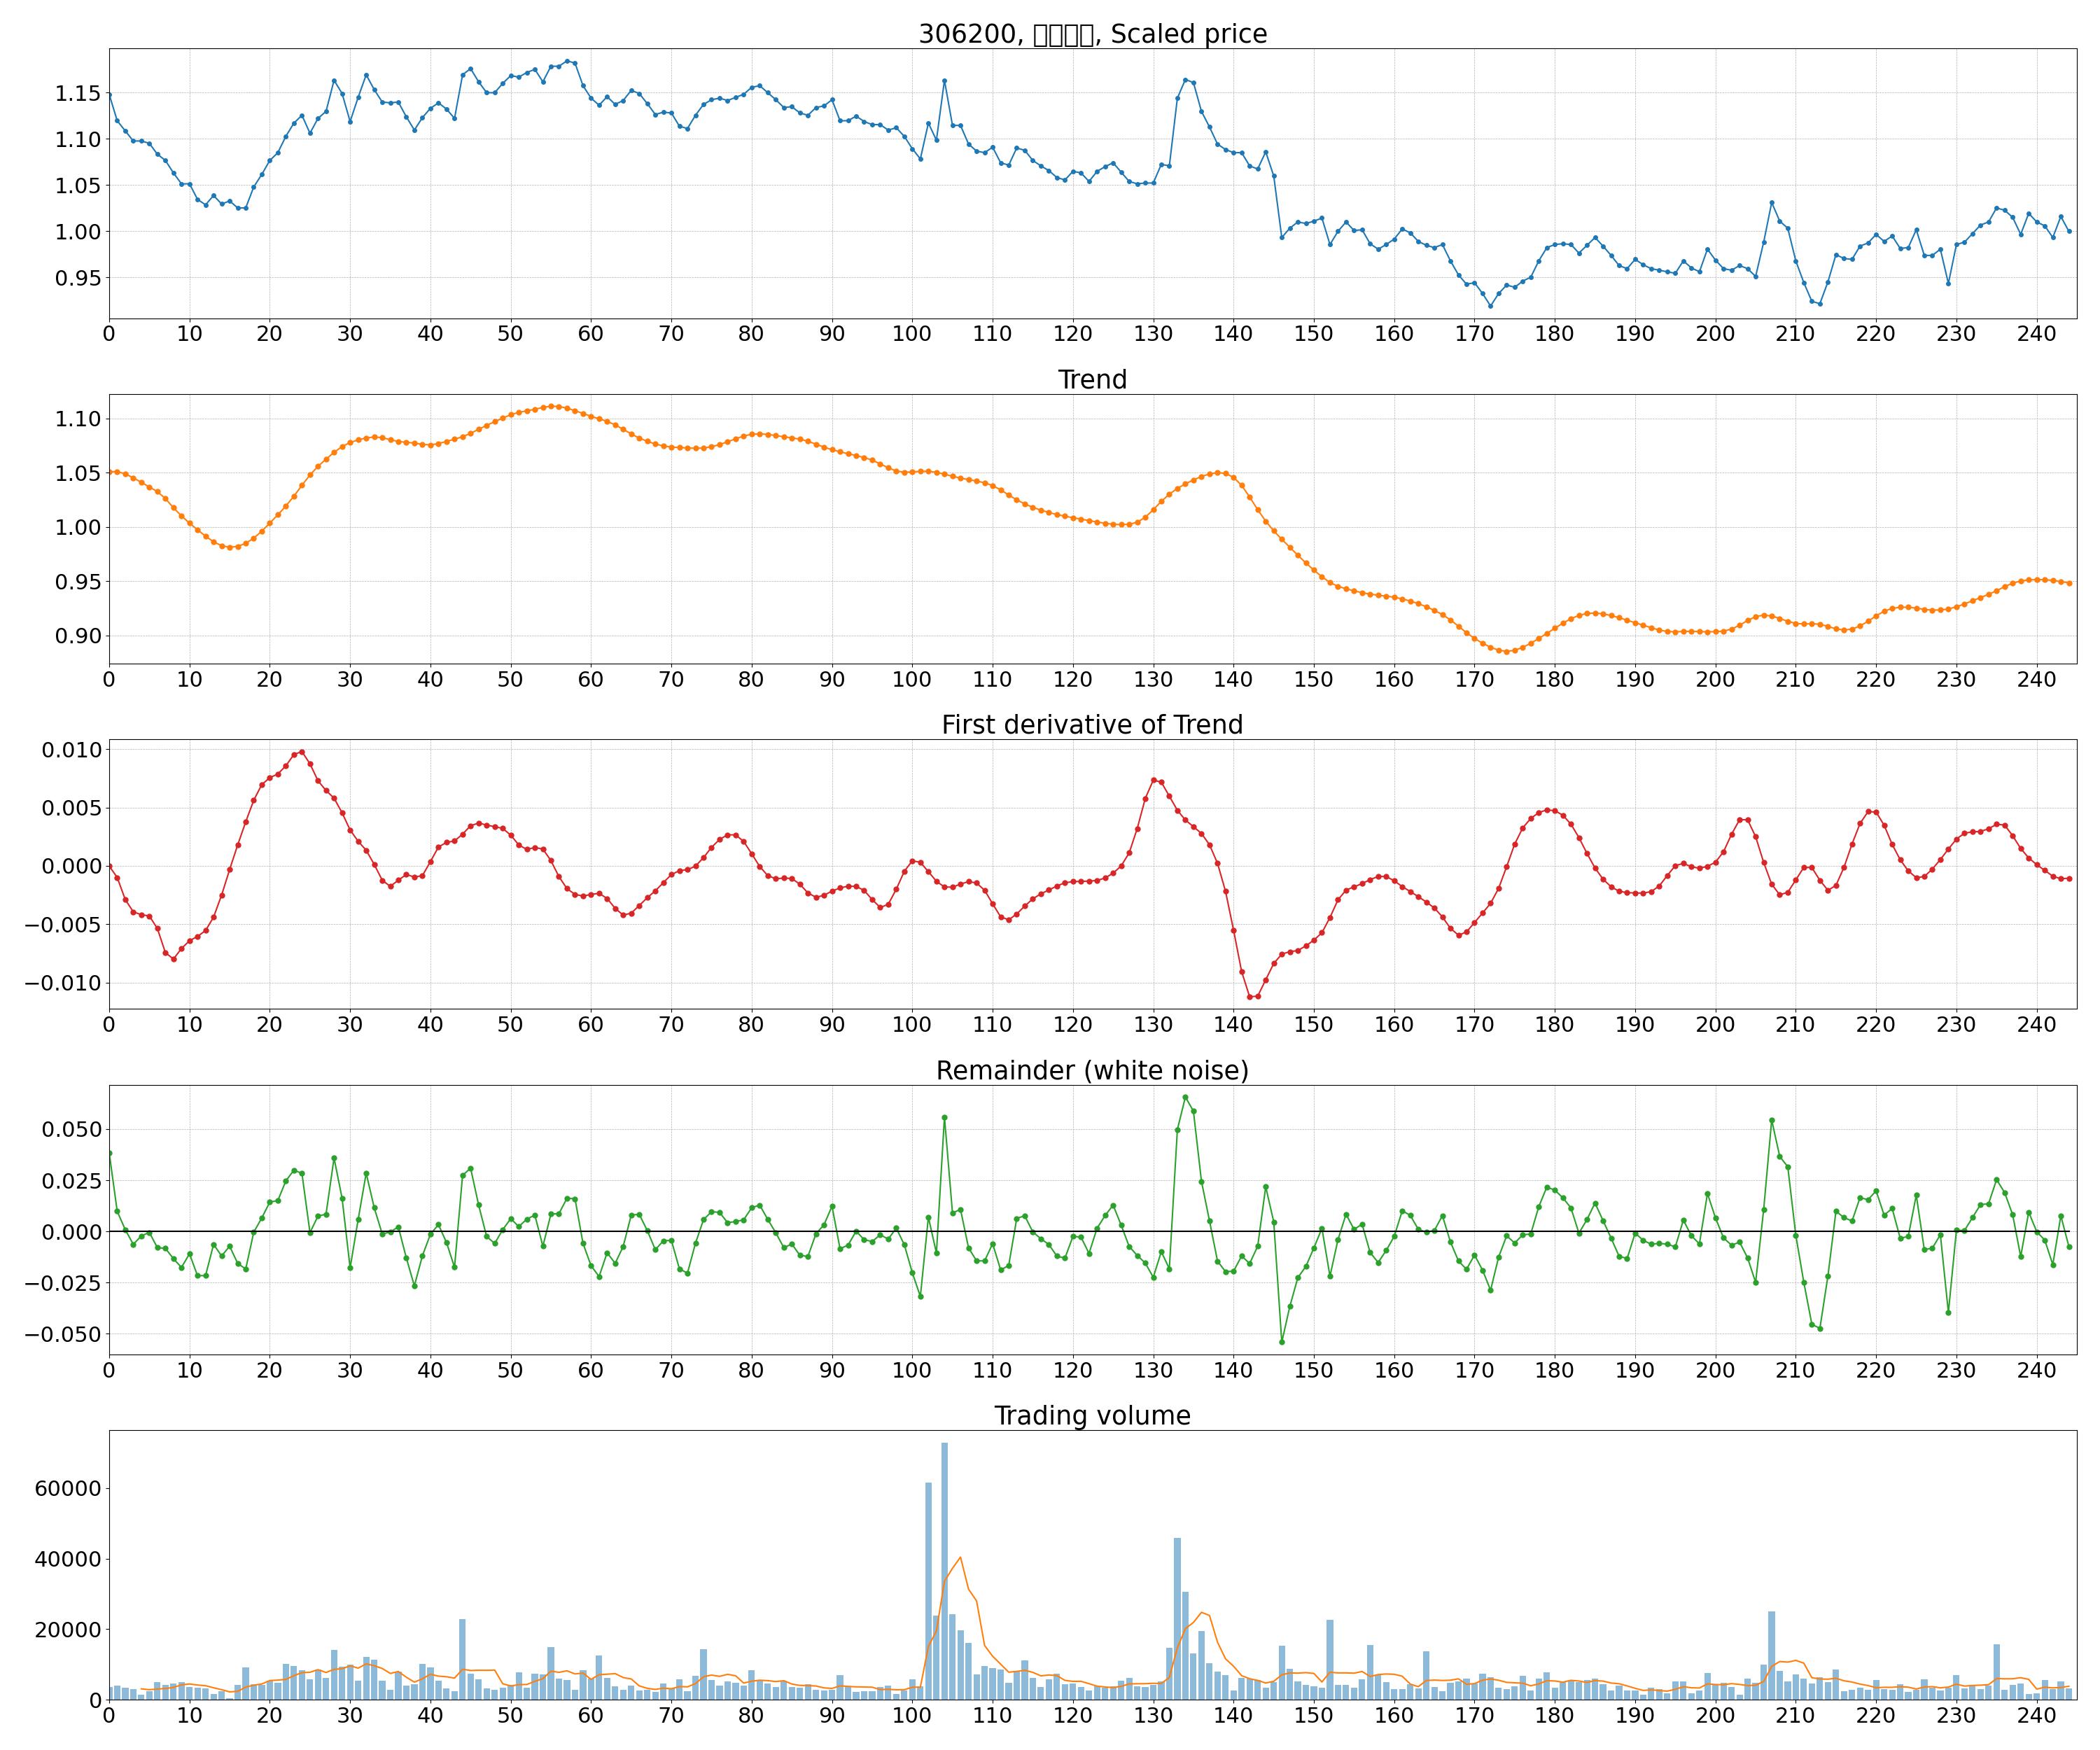 306200, , Scaled price
1.15
1.10
1.05
1.00
0.95
0 10 20 30 40 50 60 70 80 90 100 110 120 130 140 150 160 170 180 190 200 210 220 230 240
Trend
1.10
1.05
1.00
0.95
0.90
0 10 20 30 40 50 60 70 80 90 100 110 120 130 140 150 160 170 180 190 200 210 220 230 240
First derivative of Trend
0.010
0.005
0.000
−0.005
−0.010
0 10 20 30 40 50 60 70 80 90 100 110 120 130 140 150 160 170 180 190 200 210 220 230 240
Remainder (white noise)
0.050
0.025
0.000
−0.025
−0.050
0 10 20 30 40 50 60 70 80 90 100 110 120 130 140 150 160 170 180 190 200 210 220 230 240
Trading volume
60000
40000
20000
0
0 10 20 30 40 50 60 70 80 90 100 110 120 130 140 150 160 170 180 190 200 210 220 230 240